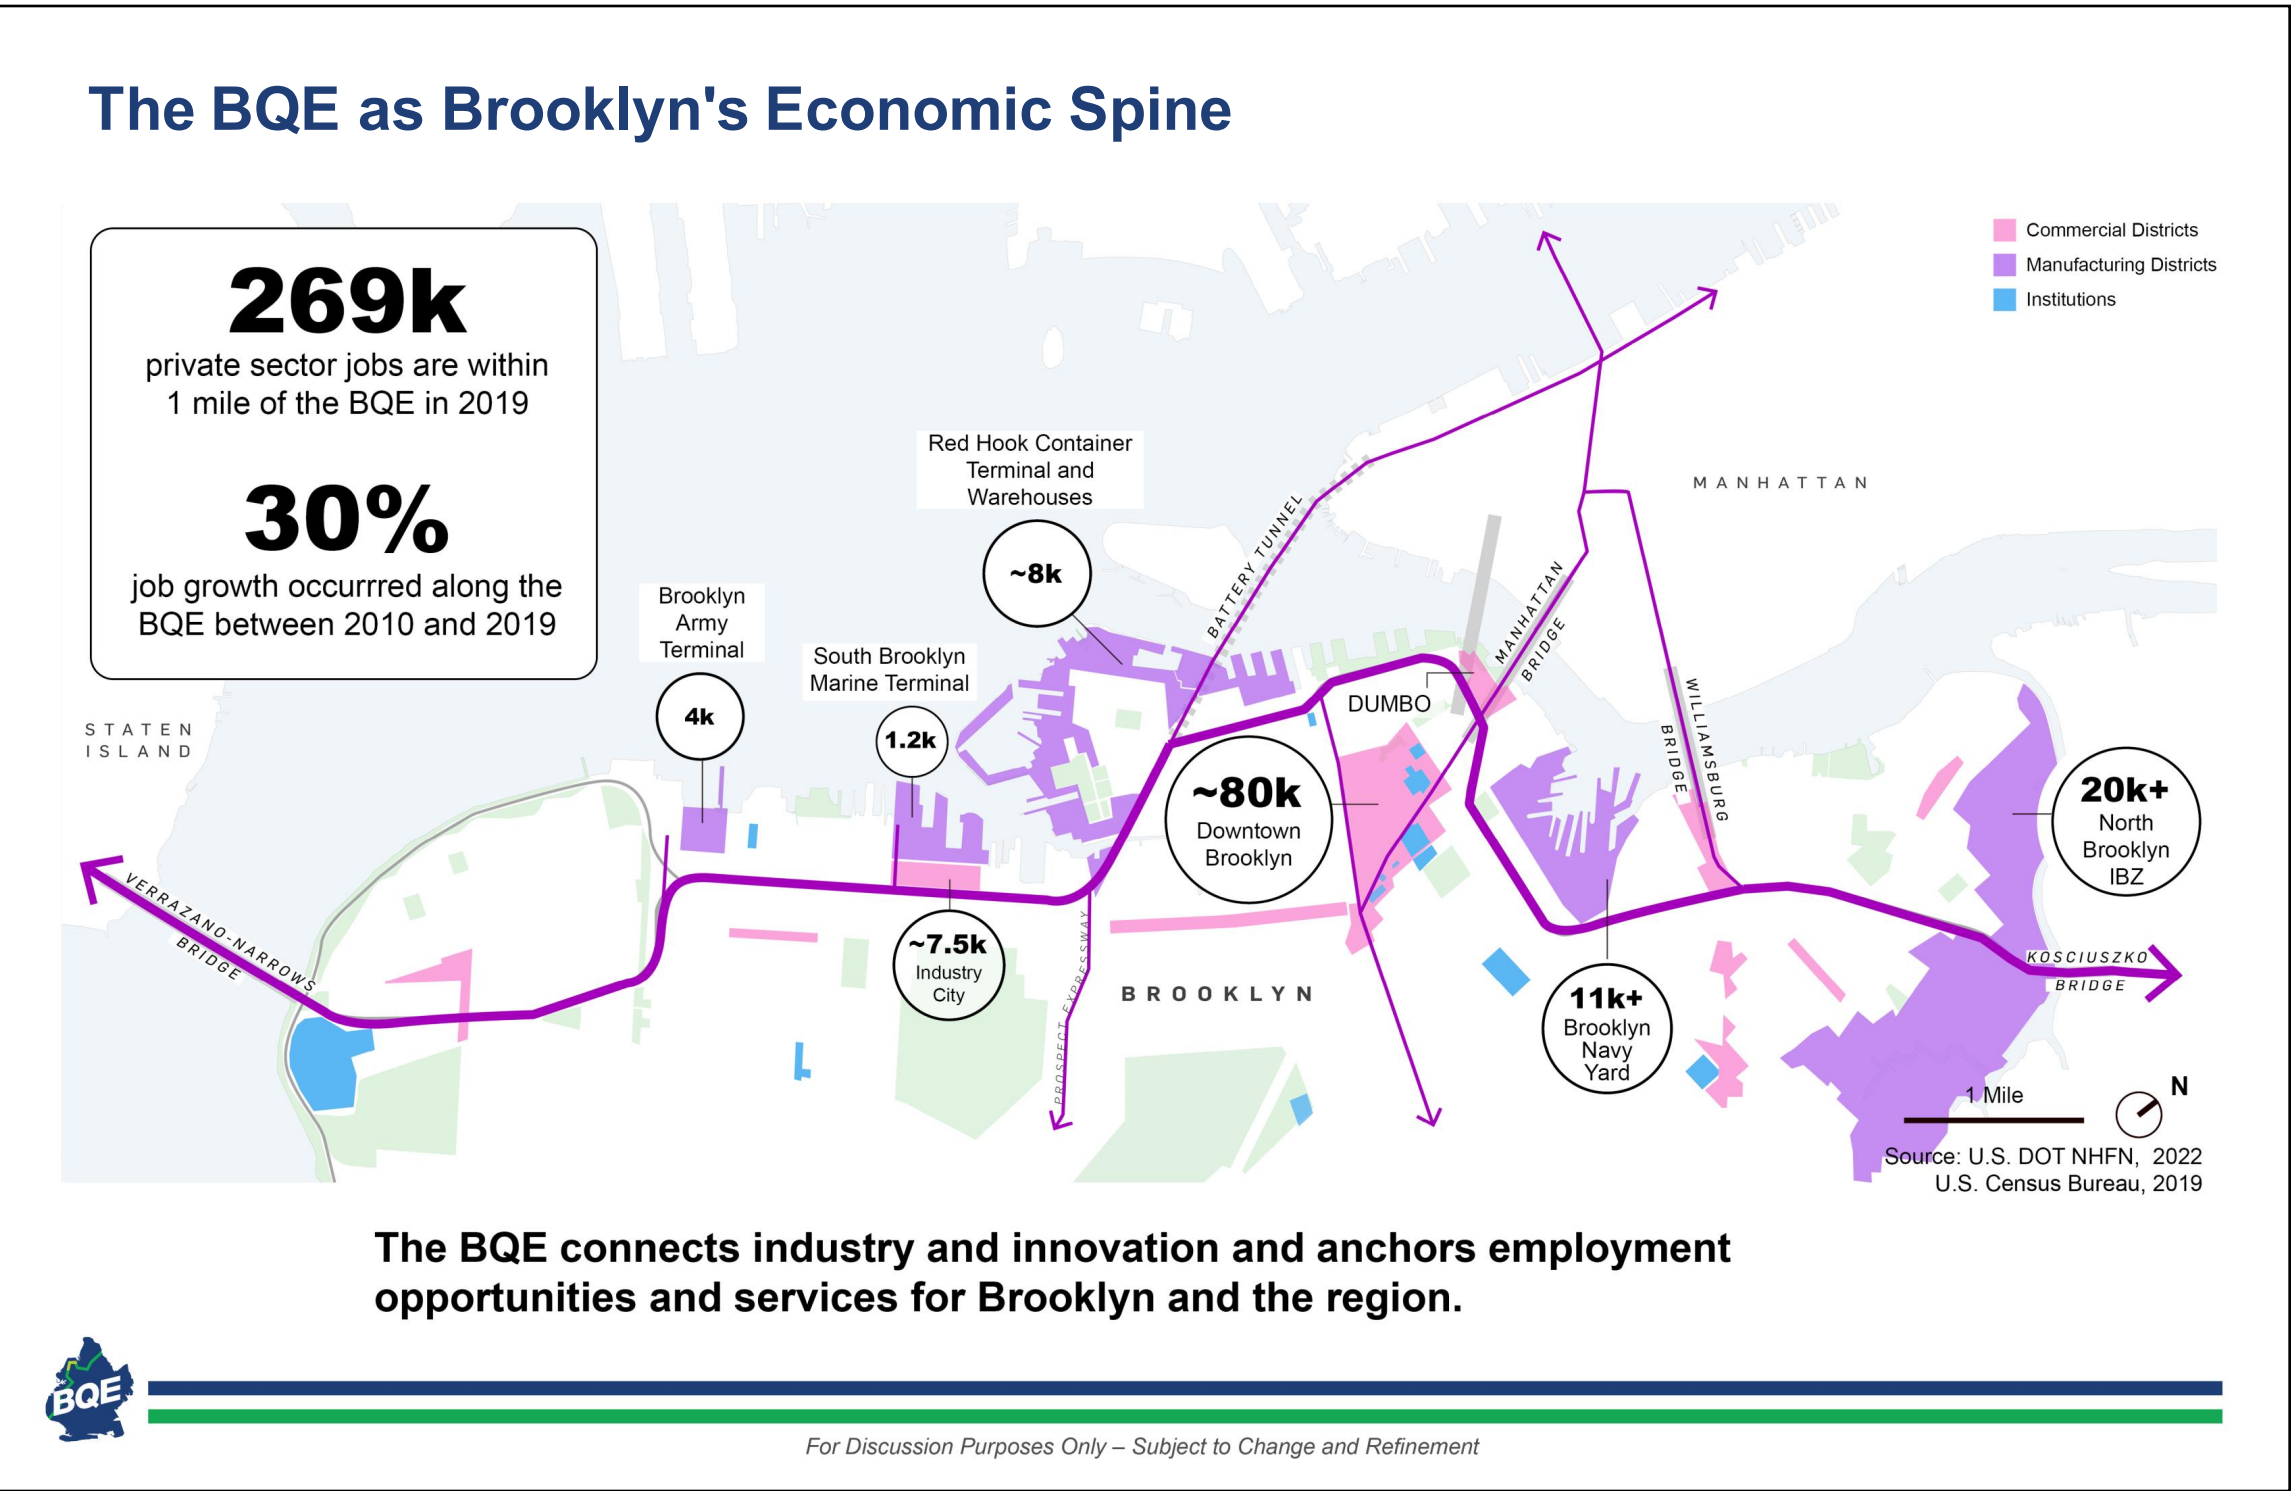 The BQE as Brooklyn's Economic Spine
269k
private sector jobs are within
1 mile of the BQE in 2019
30%
job growth occurrred along the
BQE between 2010 and 2019
Commercial Districts
Manufacturing Districts
Institutions
MANHATTAN
Red Hook Container
Terminal and
Warehouses
~8k
BATTERY TUNNEL
MANHATTAN
BRIDGE
Brooklyn
Army
Terminal
4k
South Brooklyn
Marine Terminal
1.2k
STATEN
ISLAND
DUMBO
WILLIAMSBURG
BRIDGE
~80k
Downtown
Brooklyn
20k+
North
Brooklyn
IBZ
VERRAZANO-NARROWS
BRIDGE
~7.5k
Industry
City
PROSPECT EXPRESSWAY
BROOKLYN
11k+
Brooklyn
Navy
Yard
KOSCIUSZKO
BRIDGE
1 Mile
N
Source: U.S. DOT NHFN, 2022
U.S. Census Bureau, 2019
The BQE connects industry and innovation and anchors employment
opportunities and services for Brooklyn and the region.
BQE
For Discussion Purposes Only – Subject to Change and Refinement